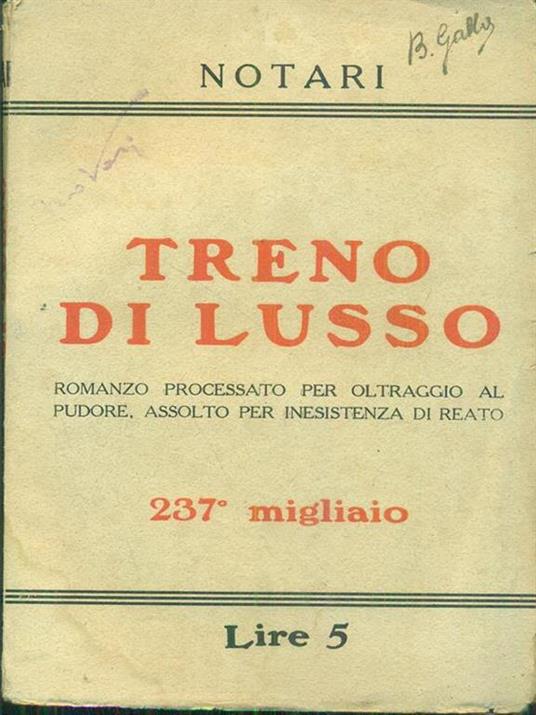 B. Gallo
NOTARI
TRENO
DI LUSSO
ROMANZO PROCESSATO PER OLTRAGGIO AL
PUDORE, ASSOLTO PER INESISTENZA DI REATO
237° migliaio
Lire 5